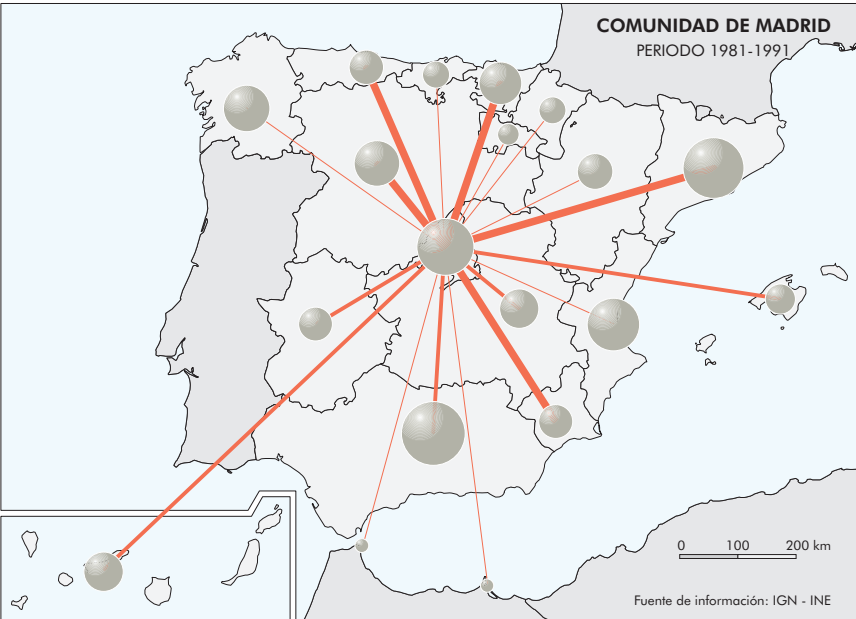 COMUNIDAD DE MADRID
PERIODO 1981-1991
0 100 200 km
Fuente de información: IGN - INE